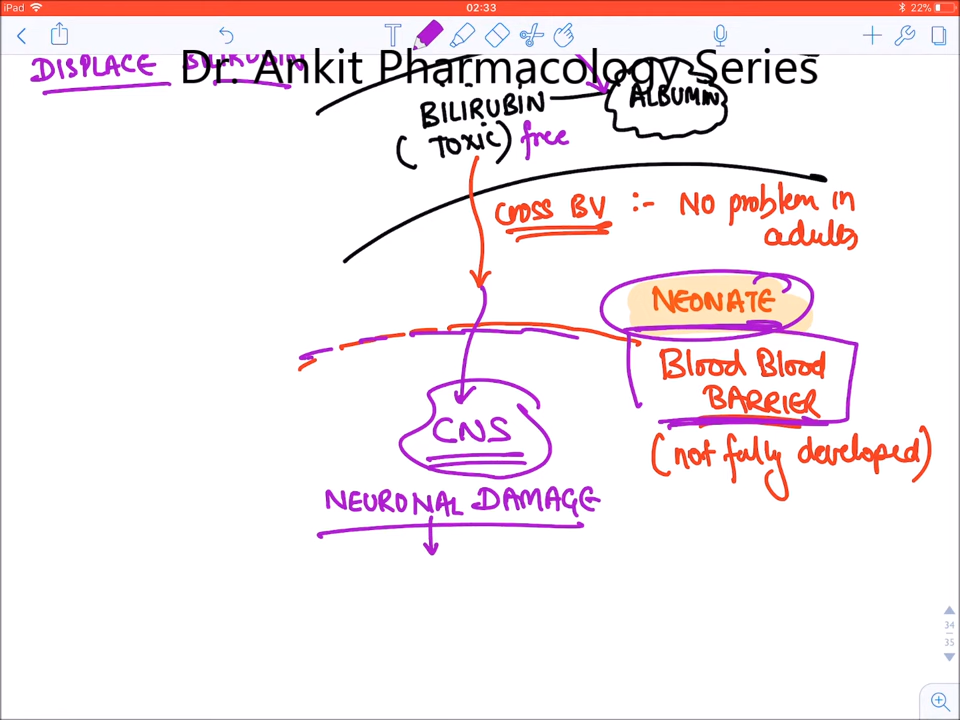 iPad 02:33 22%
Dr. Ankit Pharmacology Series
DISPLACE BILIRUBIN
BILIRUBIN ALBUMIN
(TOXIC) free
Cross BV :- No problem in
adults
NEONATE
Blood Blood
BARRIER
(not fully developed)
CNS
NEURONAL DAMAGE
34
35